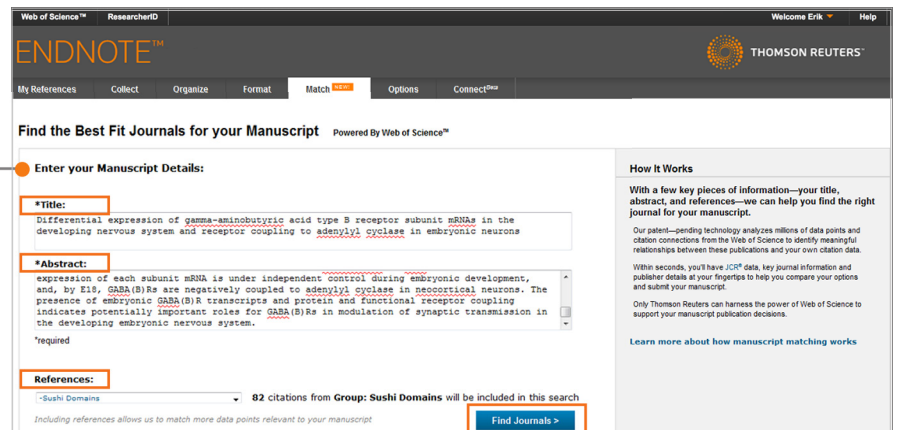 Web of Science™ ResearcherID Welcome Erik Help
ENDNOTE™
THOMSON REUTERS™
My References Collect Organize Format Match NEW! Options Connect Beta
Find the Best Fit Journals for your Manuscript Powered By Web of Science™
Enter your Manuscript Details:
*Title:
Differential expression of gamma-aminobutyric acid type B receptor subunit mRNAs in the
developing nervous system and receptor coupling to adenylyl cyclase in embryonic neurons
*Abstract:
expression of each subunit mRNA is under independent control during embryonic development,
and, by E18, GABA(B)Rs are negatively coupled to adenylyl cyclase in neocortical neurons. The
presence of embryonic GABA(B)R transcripts and protein and functional receptor coupling
indicates potentially important roles for GABA(B)Rs in modulation of synaptic transmission in
the developing embryonic nervous system.
*required
References:
-Sushi Domains 82 citations from Group: Sushi Domains will be included in this search
Including references allows us to match more data points relevant to your manuscript
Find Journals >
How It Works
With a few key pieces of information—your title,
abstract, and references—we can help you find the right
journal for your manuscript.
Our patent—pending technology analyzes millions of data points and
citation connections from the Web of Science to identify meaningful
relationships between these publications and your own citation data.
Within seconds, you'll have JCR® data, key journal information and
publisher details at your fingertips to help you compare your options
and submit your manuscript.
Only Thomson Reuters can harness the power of Web of Science to
support your manuscript publication decisions.
Learn more about how manuscript matching works